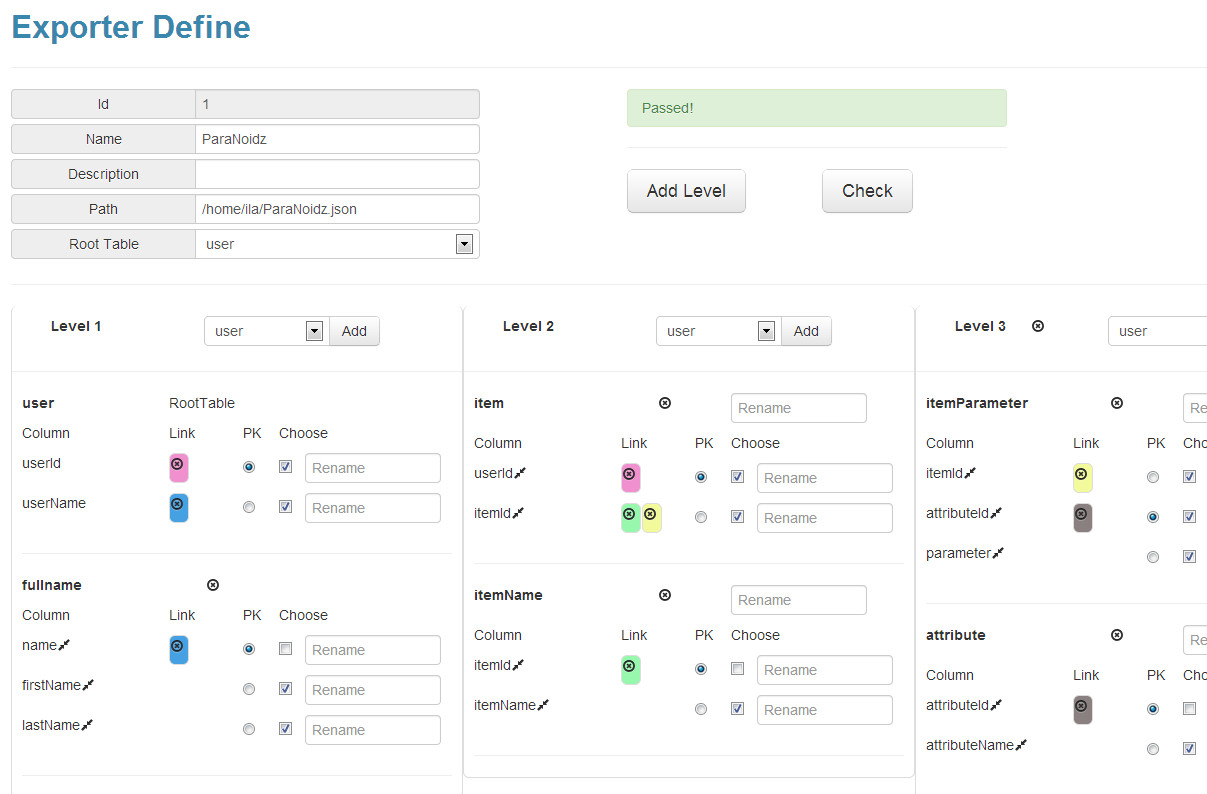 Exporter Define
Id 1
Name ParaNoidz
Description
Path /home/ila/ParaNoidz.json
Root Table user
Passed!
Add Level Check
Level 1 user Add
user RootTable
Column Link PK Choose
userId Rename
userName Rename
fullname
Column Link PK Choose
name Rename
firstName Rename
lastName Rename
Level 2 user Add
item Rename
Column Link PK Choose
userId Rename
itemId Rename
itemName Rename
Column Link PK Choose
itemId Rename
itemName Rename
Level 3 user
itemParameter Re
Column Link PK Cho
itemId
attributeId
parameter
attribute Re
Column Link PK Cho
attributeId
attributeName